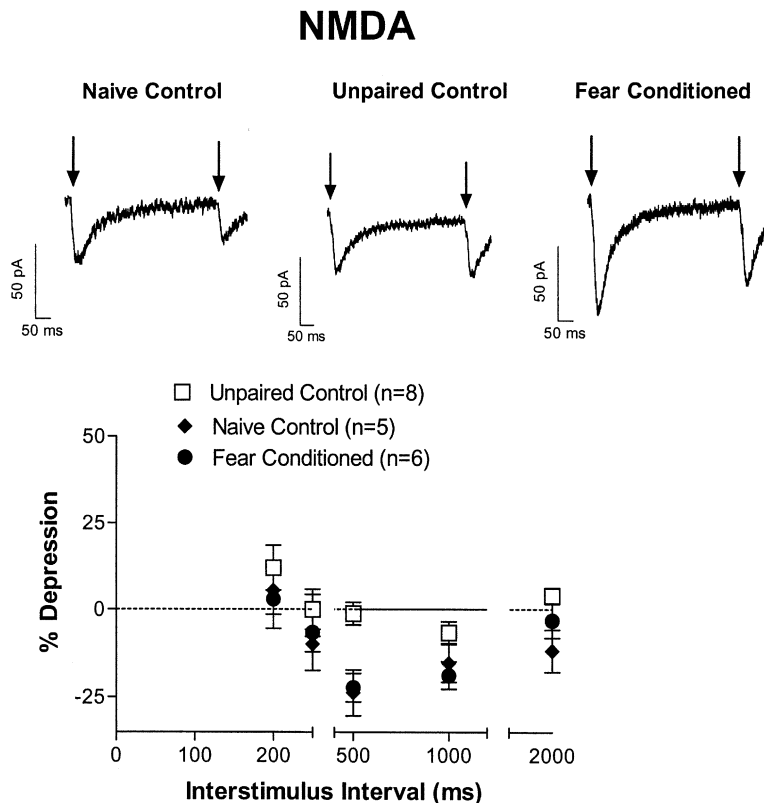 NMDA
Naive Control
Unpaired Control
Fear Conditioned
50 pA
50 ms
50 pA
50 ms
50 pA
50 ms
Unpaired Control (n=8)
Naive Control (n=5)
Fear Conditioned (n=6)
% Depression
50
25
0
-25
0
100
200
500
1000
2000
Interstimulus Interval (ms)